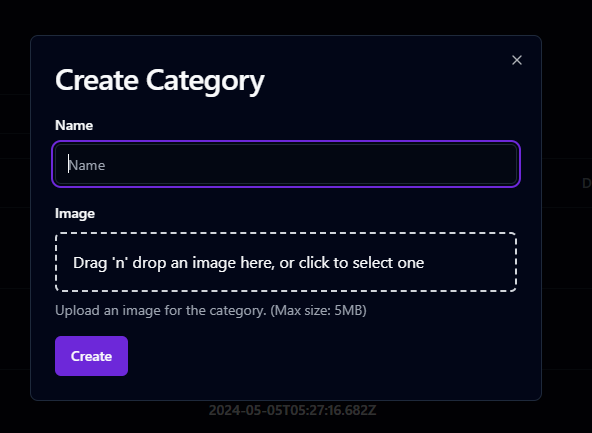 Create Category
Name
Name
Image
Drag 'n' drop an image here, or click to select one
Upload an image for the category. (Max size: 5MB)
Create
D
2024-05-05T05:27:16.682Z